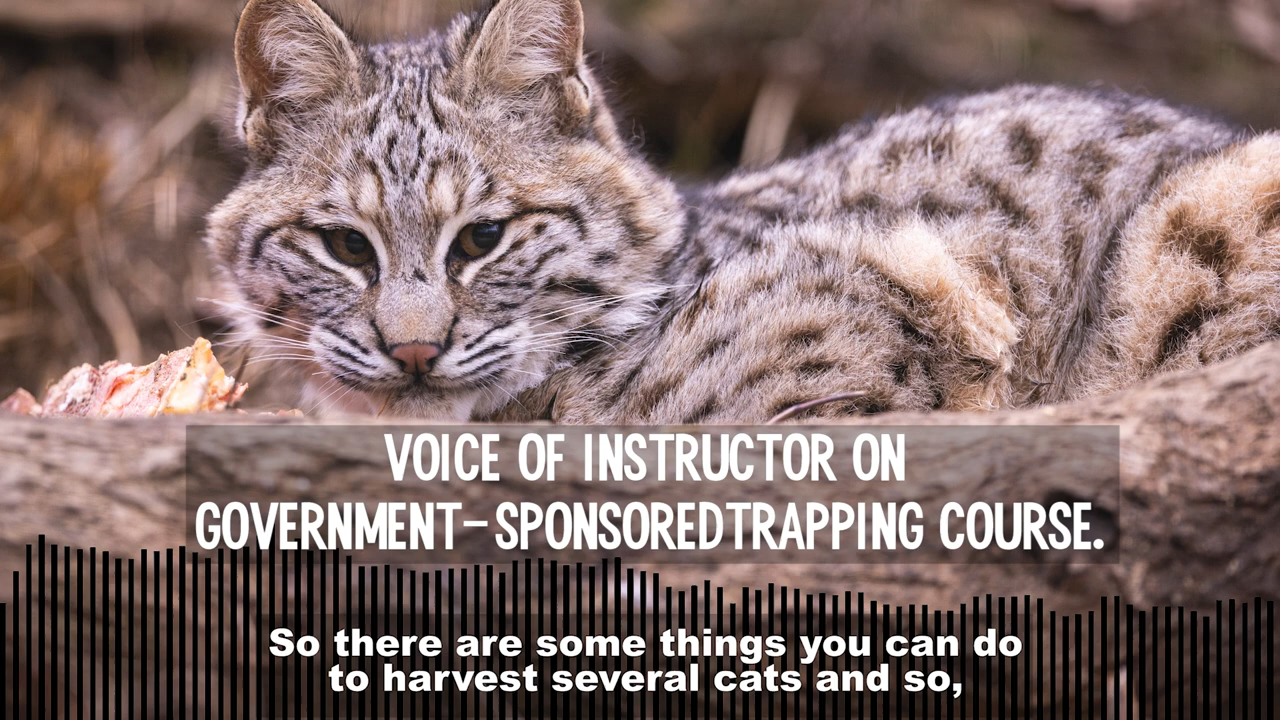 VOICE OF INSTRUCTOR ON
GOVERNMENT-SPONSOREDTRAPPING COURSE.
So there are some things you can do
to harvest several cats and so,